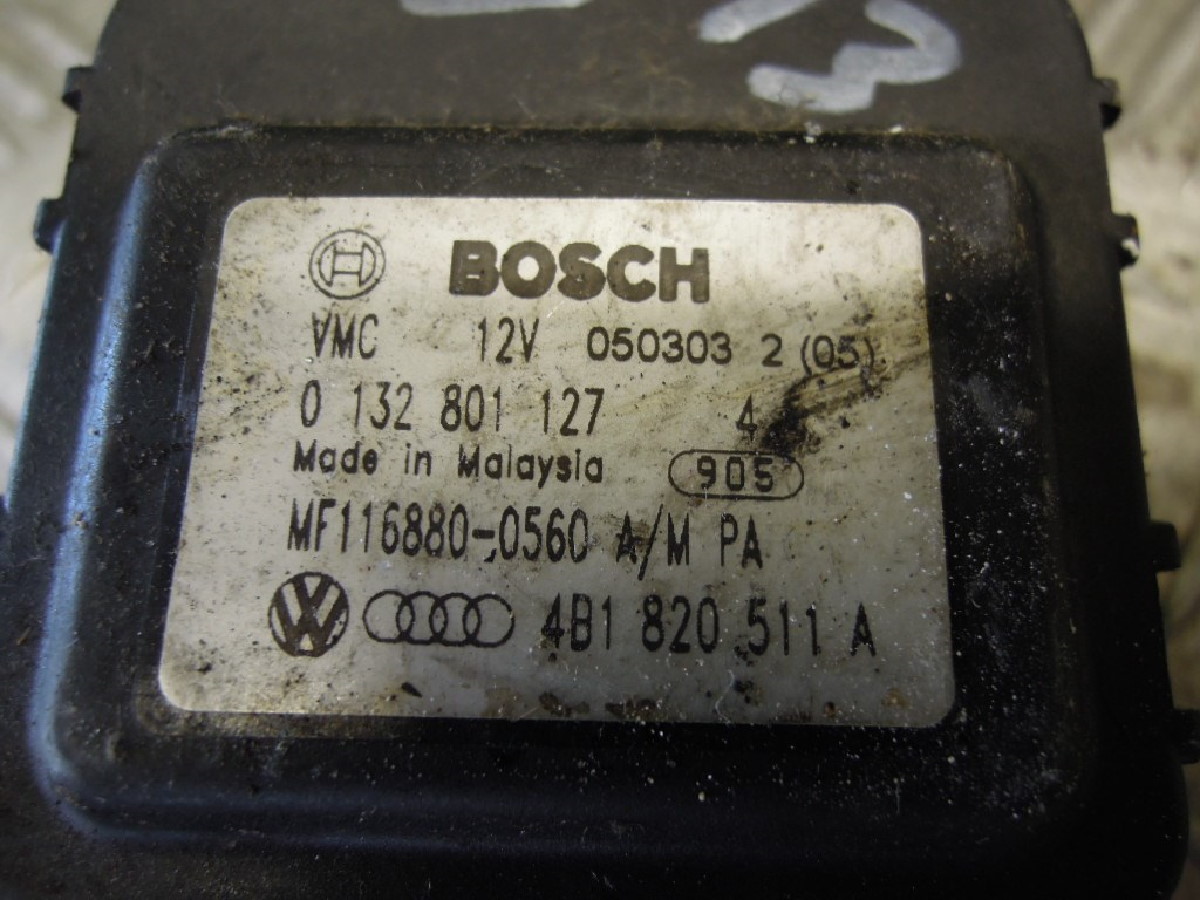 BOSCH
VMC 12V 050303 2 (05)
0 132 801 127 4
Made in Malaysia 905
MF116880-0560 A/M PA
4B1 820 511 A